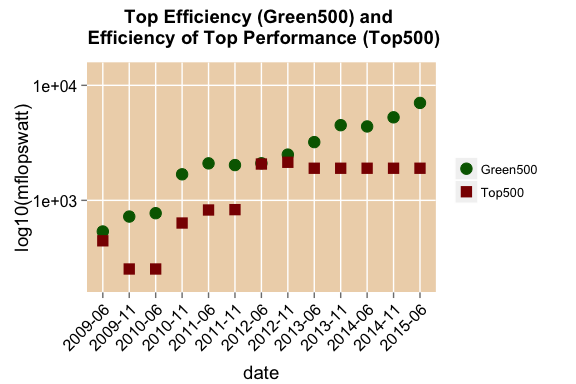 Top Efficiency (Green500) and
Efficiency of Top Performance (Top500)
log10(mflopswatt)
1e+04
1e+03
2009-06
2009-11
2010-06
2010-11
2011-06
2011-11
2012-06
2012-11
2013-06
2013-11
2014-06
2014-11
2015-06
date
Green500
Top500